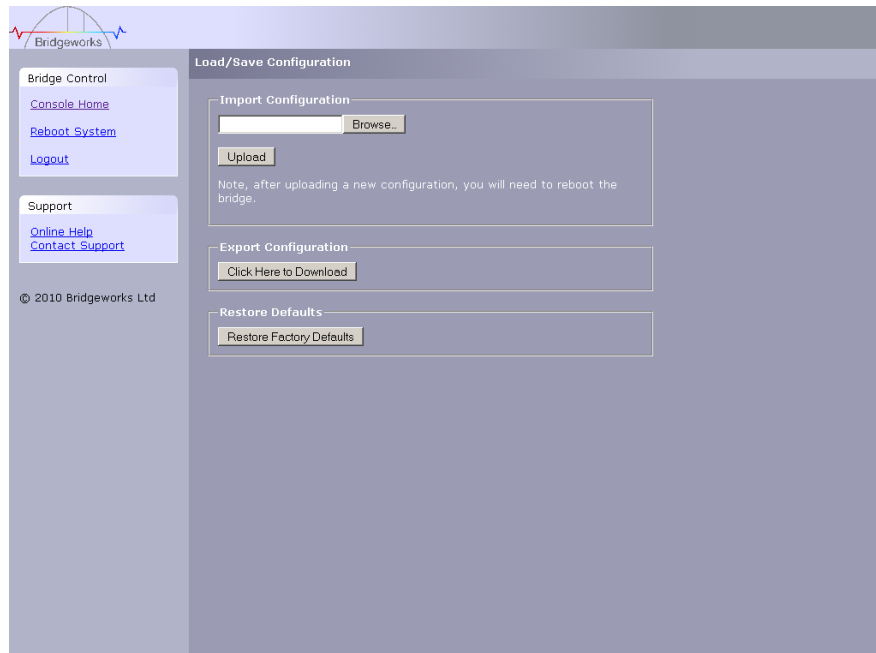 Bridgeworks
Bridge Control
Console Home
Reboot System
Logout
Support
Online Help
Contact Support
© 2010 Bridgeworks Ltd
Load/Save Configuration
Import Configuration
Browse..
Upload
Note, after uploading a new configuration, you will need to reboot the
bridge.
Export Configuration
Click Here to Download
Restore Defaults
Restore Factory Defaults